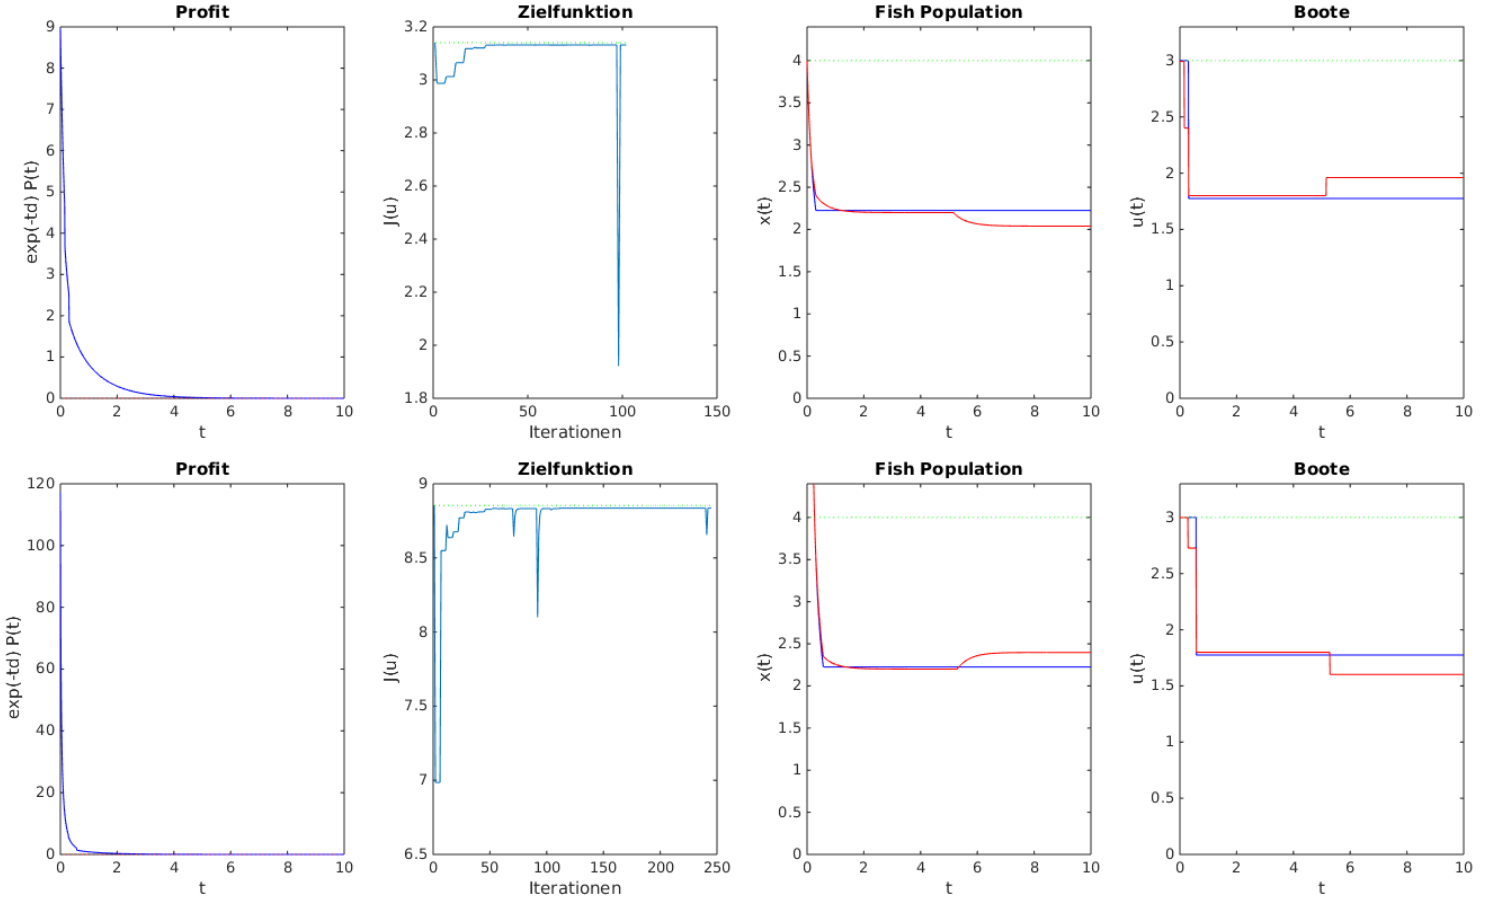 Profit
9
8
7
6
5
4
3
2
1
0
exp(-td) P(t)
0 2 4 6 8 10
t
Zielfunktion
3.2
3
2.8
2.6
2.4
2.2
2
1.8
J(u)
0 50 100 150
Iterationen
Fish Population
4
3.5
3
2.5
2
1.5
1
0.5
0
x(t)
0 2 4 6 8 10
t
Boote
3
2.5
2
1.5
1
0.5
0
u(t)
0 2 4 6 8 10
t
Profit
120
100
80
60
40
20
0
exp(-td) P(t)
0 2 4 6 8 10
t
Zielfunktion
9
8.5
8
7.5
7
6.5
J(u)
0 50 100 150 200 250
Iterationen
Fish Population
4
3.5
3
2.5
2
1.5
1
0.5
0
x(t)
0 2 4 6 8 10
t
Boote
3
2.5
2
1.5
1
0.5
0
u(t)
0 2 4 6 8 10
t